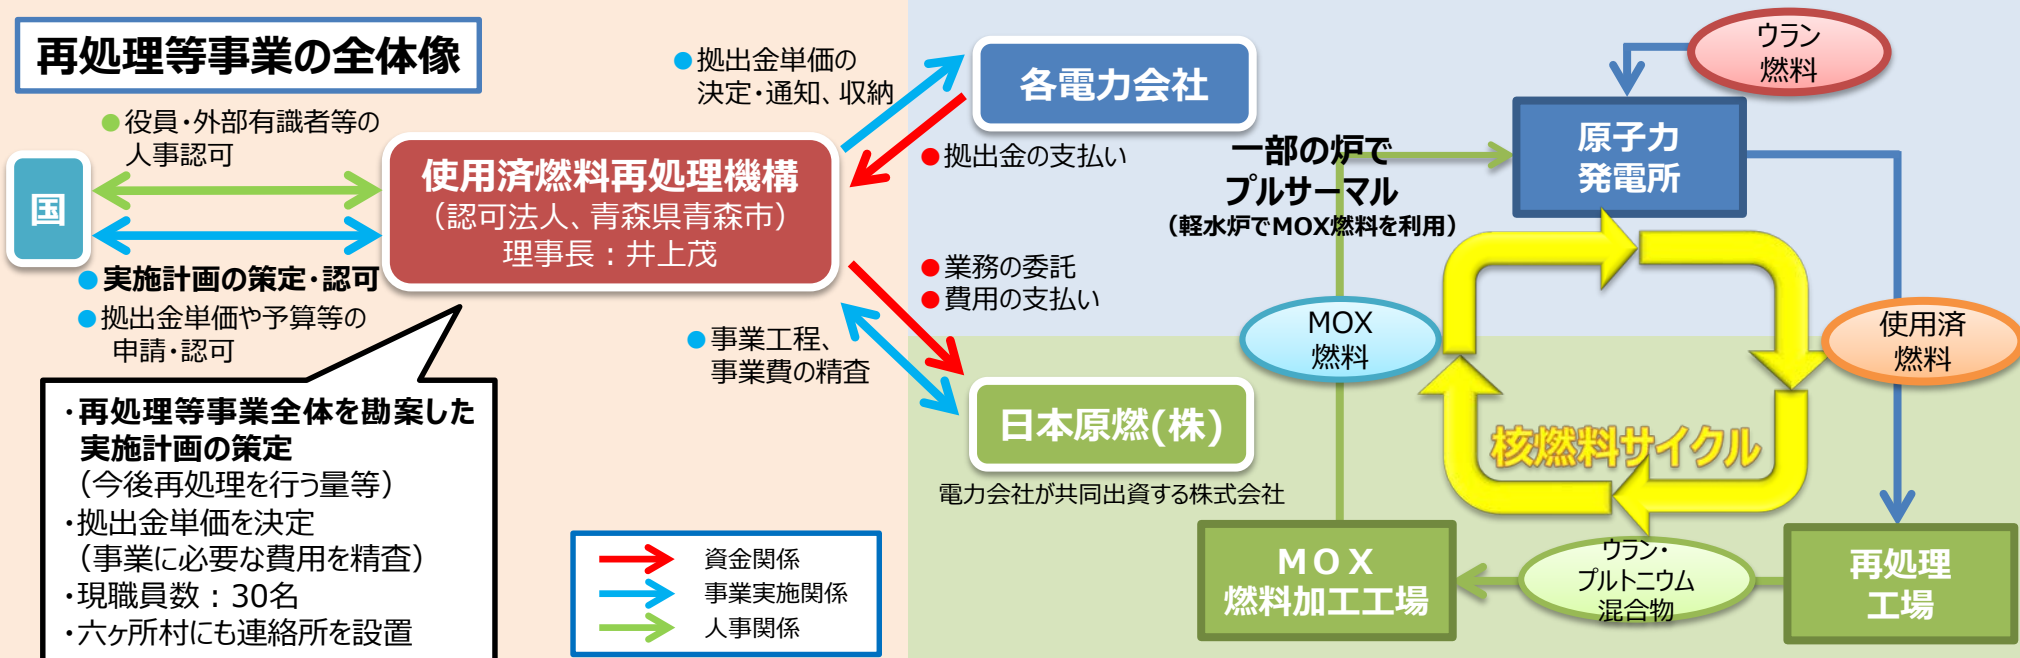 再処理等事業の全体像
●役員・外部有識者等の
人事認可
国
●実施計画の策定・認可
●拠出金単価や予算等の
申請・認可
使用済燃料再処理機構
（認可法人、青森県青森市）
理事長：井上茂
・再処理等事業全体を勘案した
実施計画の策定
（今後再処理を行う量等）
・拠出金単価を決定
（事業に必要な費用を精査）
・現職員数：30名
・六ヶ所村にも連絡所を設置
●拠出金単価の
決定・通知、収納
各電力会社
●拠出金の支払い
●業務の委託
●費用の支払い
●事業工程、
事業費の精査
日本原燃(株)
電力会社が共同出資する株式会社
資金関係
事業実施関係
人事関係
ウラン
燃料
原子力
発電所
一部の炉で
プルサーマル
（軽水炉でMOX燃料を利用）
MOX
燃料
使用済
燃料
核燃料サイクル
MOX
燃料加工工場
ウラン・
プルトニウム
混合物
再処理
工場